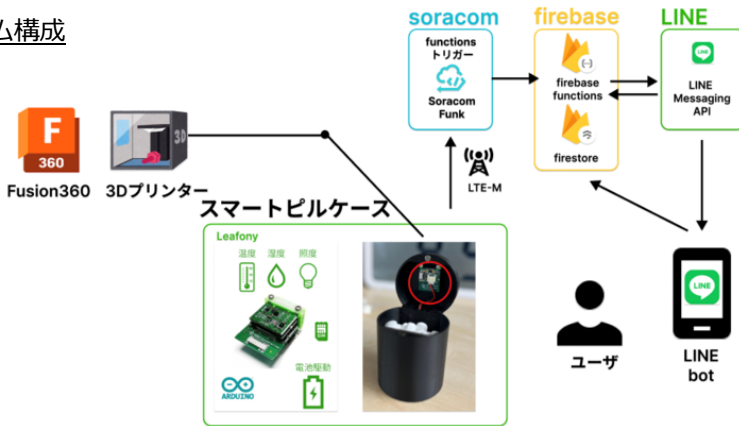 ム構成
soracom
firebase
LINE
functions
トリガー
Soracom
Funk
firebase
functions
firestore
LINE
Messaging
API
LTE-M
F
360
Fusion360
3D
3Dプリンター
スマートピルケース
Leafony
温度 湿度 照度
電池駆動
ARDUINO
ユーザ
LINE
LINE
bot